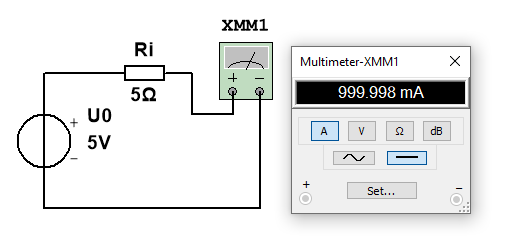 XMM1
Ri
5Ω
U0
5V
+
−
+ −
Multimeter-XMM1
999.998 mA
A V Ω dB
+ Set... −